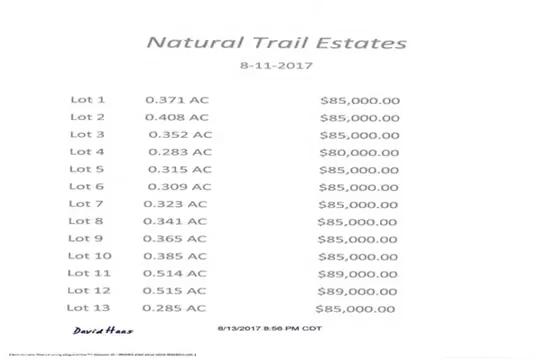 Natural Trail Estates
8-11-2017
Lot 1 0.371 AC $85,000.00
Lot 2 0.408 AC $85,000.00
Lot 3 0.352 AC $85,000.00
Lot 4 0.283 AC $80,000.00
Lot 5 0.315 AC $85,000.00
Lot 6 0.309 AC $85,000.00
Lot 7 0.323 AC $85,000.00
Lot 8 0.341 AC $85,000.00
Lot 9 0.365 AC $85,000.00
Lot 10 0.385 AC $85,000.00
Lot 11 0.514 AC $89,000.00
Lot 12 0.515 AC $89,000.00
Lot 13 0.285 AC $85,000.00
David Haas 8/13/2017 8:56 PM CDT